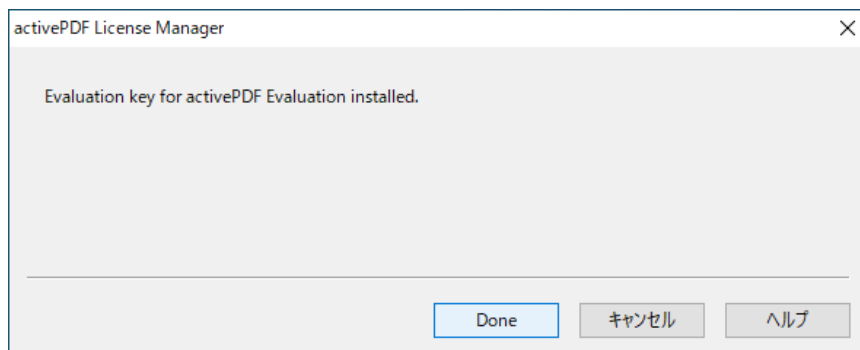 activePDF License Manager
Evaluation key for activePDF Evaluation installed.
Done キャンセル ヘルプ